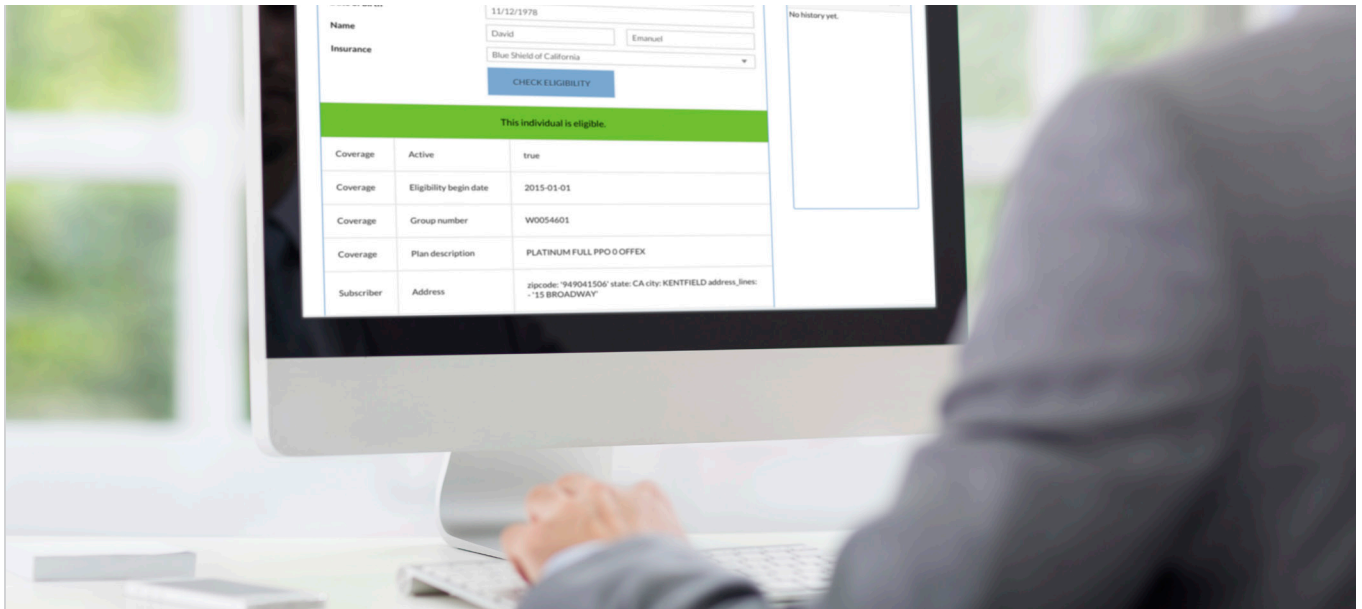 11/12/1978
Name
David
Emanuel
Insurance
Blue Shield of California
CHECK ELIGIBILITY
This individual is eligible.
Coverage Active true
Coverage Eligibility begin date 2015-01-01
Coverage Group number W0054601
Coverage Plan description PLATINUM FULL PPO 0 OFFEX
Subscriber Address zipcode: '949041506' state: CA city: KENTFIELD address_lines:
- '15 BROADWAY'
No history yet.